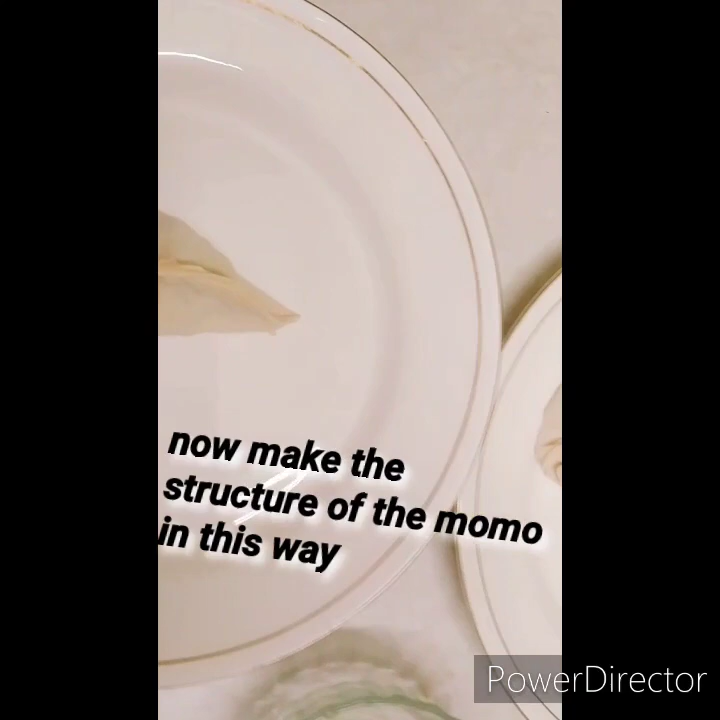 now make the
structure of the momo
in this way
PowerDirector